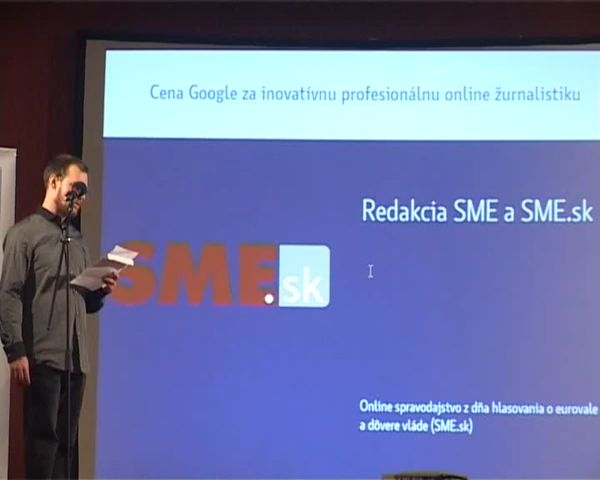 Cena Google za inovatívnu profesionálnu online žurnalistiku
Redakcia SME a SME.sk
SME.sk
Online spravodajstvo z dňa hlasovania o eurovale
a dôvere vláde (SME.sk)